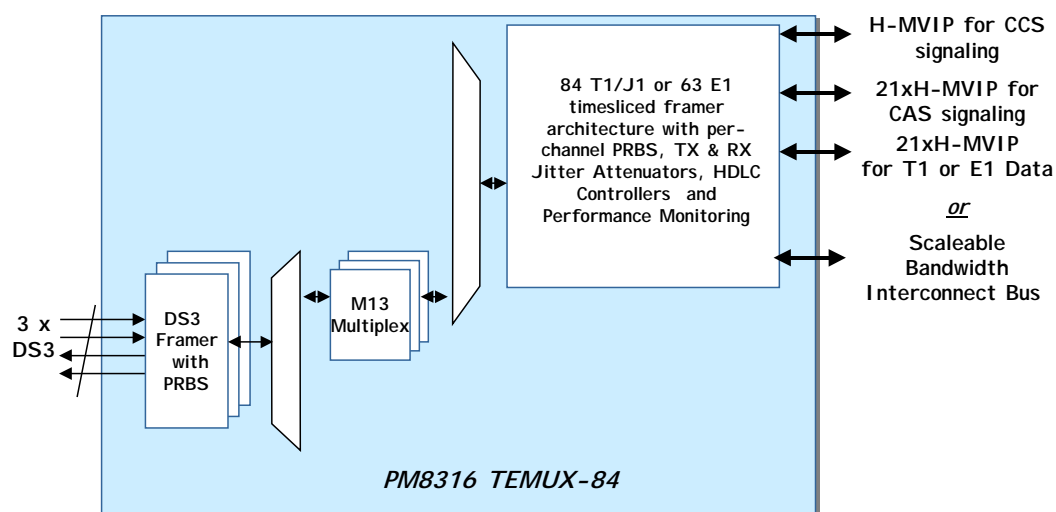 H-MVIP for CCS
signaling
84 T1/J1 or 63 E1
timesliced framer
architecture with per-
channel PRBS, TX & RX
Jitter Attenuators, HDLC
Controllers and
Performance Monitoring
21xH-MVIP for
CAS signaling
21xH-MVIP
for T1 or E1 Data
or
Scaleable
Bandwidth
Interconnect Bus
3 x
DS3
DS3
Framer
with
PRBS
M13
Multiplex
PM8316 TEMUX-84